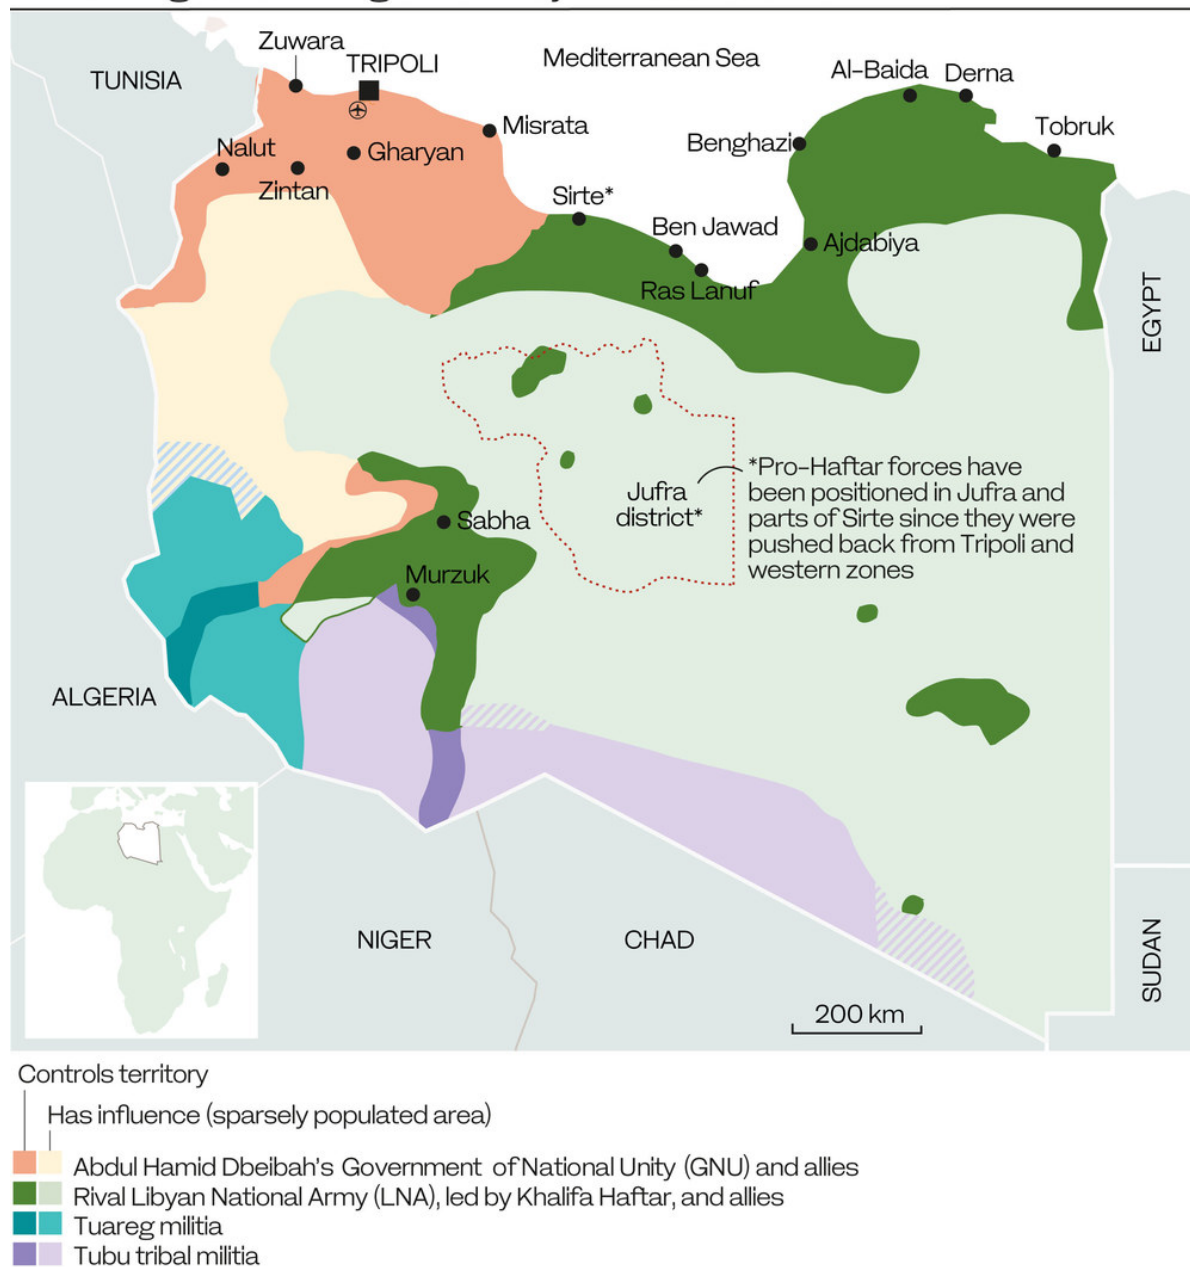 Zuwara
TRIPOLI
Mediterranean Sea
TUNISIA
Al-Baida
Derna
Misrata
Benghazi
Tobruk
Nalut
Gharyan
Zintan
Sirte*
Ben Jawad
Ajdabiya
Ras Lanuf
EGYPT
Jufra
district*
*Pro-Haftar forces have
been positioned in Jufra and
parts of Sirte since they were
pushed back from Tripoli and
western zones
Sabha
Murzuk
ALGERIA
NIGER
CHAD
SUDAN
200 km
Controls territory
Has influence (sparsely populated area)
Abdul Hamid Dbeibah's Government of National Unity (GNU) and allies
Rival Libyan National Army (LNA), led by Khalifa Haftar, and allies
Tuareg militia
Tubu tribal militia